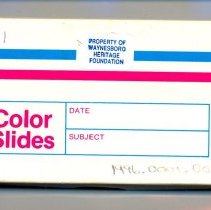 PROPERTY OF
WAYNESBORO
HERITAGE
FOUNDATION
Color
Slides
DATE
SUBJECT